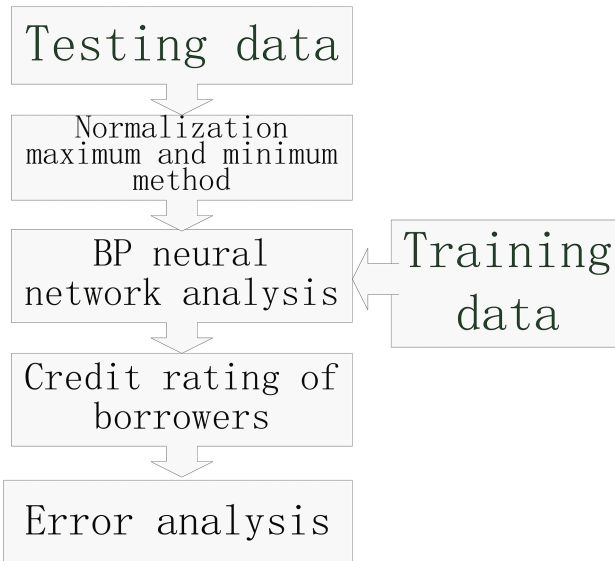 Testing data
Normalization
maximum and minimum
method
BP neural
network analysis
Training
data
Credit rating of
borrowers
Error analysis